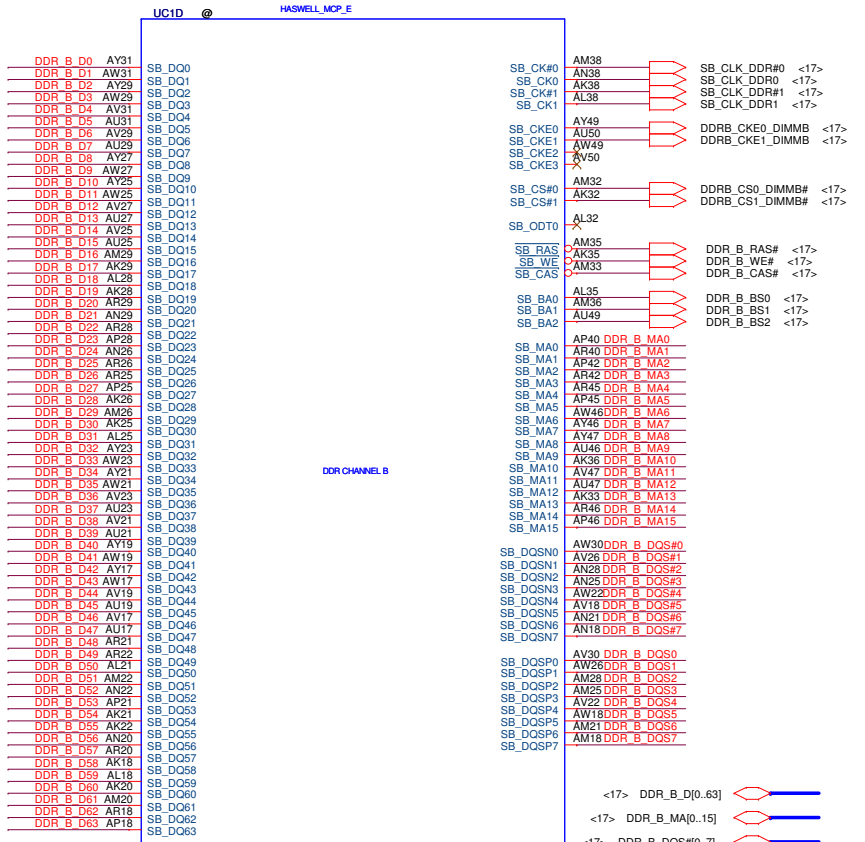 UC1D @ HASWELL_MCP_E
DDR_B_D0 AY31 SB_DQ0
DDR_B_D1 AW31 SB_DQ1
DDR_B_D2 AY29 SB_DQ2
DDR_B_D3 AW29 SB_DQ3
DDR_B_D4 AV31 SB_DQ4
DDR_B_D5 AU31 SB_DQ5
DDR_B_D6 AV29 SB_DQ6
DDR_B_D7 AU29 SB_DQ7
DDR_B_D8 AY27 SB_DQ8
DDR_B_D9 AW27 SB_DQ9
DDR_B_D10 AY25 SB_DQ10
DDR_B_D11 AW25 SB_DQ11
DDR_B_D12 AV27 SB_DQ12
DDR_B_D13 AU27 SB_DQ13
DDR_B_D14 AV25 SB_DQ14
DDR_B_D15 AU25 SB_DQ15
DDR_B_D16 AM29 SB_DQ16
DDR_B_D17 AK29 SB_DQ17
DDR_B_D18 AL28 SB_DQ18
DDR_B_D19 AK28 SB_DQ19
DDR_B_D20 AR29 SB_DQ20
DDR_B_D21 AN29 SB_DQ21
DDR_B_D22 AR28 SB_DQ22
DDR_B_D23 AP28 SB_DQ23
DDR_B_D24 AN26 SB_DQ24
DDR_B_D25 AR26 SB_DQ25
DDR_B_D26 AR25 SB_DQ26
DDR_B_D27 AP25 SB_DQ27
DDR_B_D28 AK26 SB_DQ28
DDR_B_D29 AM26 SB_DQ29
DDR_B_D30 AK25 SB_DQ30
DDR_B_D31 AL25 SB_DQ31
DDR_B_D32 AY23 SB_DQ32
DDR_B_D33 AW23 SB_DQ33
DDR_B_D34 AY21 SB_DQ34
DDR_B_D35 AW21 SB_DQ35
DDR_B_D36 AV23 SB_DQ36
DDR_B_D37 AU23 SB_DQ37
DDR_B_D38 AV21 SB_DQ38
DDR_B_D39 AU21 SB_DQ39
DDR_B_D40 AY19 SB_DQ40
DDR_B_D41 AW19 SB_DQ41
DDR_B_D42 AY17 SB_DQ42
DDR_B_D43 AW17 SB_DQ43
DDR_B_D44 AV19 SB_DQ44
DDR_B_D45 AU19 SB_DQ45
DDR_B_D46 AV17 SB_DQ46
DDR_B_D47 AU17 SB_DQ47
DDR_B_D48 AR21 SB_DQ48
DDR_B_D49 AR22 SB_DQ49
DDR_B_D50 AL21 SB_DQ50
DDR_B_D51 AM22 SB_DQ51
DDR_B_D52 AN22 SB_DQ52
DDR_B_D53 AP21 SB_DQ53
DDR_B_D54 AK21 SB_DQ54
DDR_B_D55 AK22 SB_DQ55
DDR_B_D56 AN20 SB_DQ56
DDR_B_D57 AR20 SB_DQ57
DDR_B_D58 AK18 SB_DQ58
DDR_B_D59 AL18 SB_DQ59
DDR_B_D60 AK20 SB_DQ60
DDR_B_D61 AM20 SB_DQ61
DDR_B_D62 AR18 SB_DQ62
DDR_B_D63 AP18 SB_DQ63
DDR CHANNEL B
SB_CK#0 AM38 SB_CLK_DDR#0 <17>
SB_CK0 AN38 SB_CLK_DDR0 <17>
SB_CK#1 AK38 SB_CLK_DDR#1 <17>
SB_CK1 AL38 SB_CLK_DDR1 <17>
SB_CKE0 AY49 DDRB_CKE0_DIMMB <17>
SB_CKE1 AU50 DDRB_CKE1_DIMMB <17>
SB_CKE2 AW49
SB_CKE3 AV50
SB_CS#0 AM32 DDRB_CS0_DIMMB# <17>
SB_CS#1 AK32 DDRB_CS1_DIMMB# <17>
SB_ODT0 AL32
SB_RAS AM35 DDR_B_RAS# <17>
SB_WE AK35 DDR_B_WE# <17>
SB_CAS AM33 DDR_B_CAS# <17>
SB_BA0 AL35 DDR_B_BS0 <17>
SB_BA1 AM36 DDR_B_BS1 <17>
SB_BA2 AU49 DDR_B_BS2 <17>
SB_MA0 AP40 DDR_B_MA0
SB_MA1 AR40 DDR_B_MA1
SB_MA2 AP42 DDR_B_MA2
SB_MA3 AR42 DDR_B_MA3
SB_MA4 AR45 DDR_B_MA4
SB_MA5 AP45 DDR_B_MA5
SB_MA6 AW46 DDR_B_MA6
SB_MA7 AY46 DDR_B_MA7
SB_MA8 AY47 DDR_B_MA8
SB_MA9 AU46 DDR_B_MA9
SB_MA10 AK36 DDR_B_MA10
SB_MA11 AV47 DDR_B_MA11
SB_MA12 AU47 DDR_B_MA12
SB_MA13 AK33 DDR_B_MA13
SB_MA14 AR46 DDR_B_MA14
SB_MA15 AP46 DDR_B_MA15
SB_DQSN0 AW30 DDR_B_DQS#0
SB_DQSN1 AV26 DDR_B_DQS#1
SB_DQSN2 AN28 DDR_B_DQS#2
SB_DQSN3 AN25 DDR_B_DQS#3
SB_DQSN4 AW22 DDR_B_DQS#4
SB_DQSN5 AV18 DDR_B_DQS#5
SB_DQSN6 AN21 DDR_B_DQS#6
SB_DQSN7 AN18 DDR_B_DQS#7
SB_DQSP0 AV30 DDR_B_DQS0
SB_DQSP1 AW26 DDR_B_DQS1
SB_DQSP2 AM28 DDR_B_DQS2
SB_DQSP3 AM25 DDR_B_DQS3
SB_DQSP4 AV22 DDR_B_DQS4
SB_DQSP5 AW18 DDR_B_DQS5
SB_DQSP6 AM21 DDR_B_DQS6
SB_DQSP7 AM18 DDR_B_DQS7
<17> DDR_B_D[0..63]
<17> DDR_B_MA[0..15]
<17> DDR_B_DQS#[0..7]